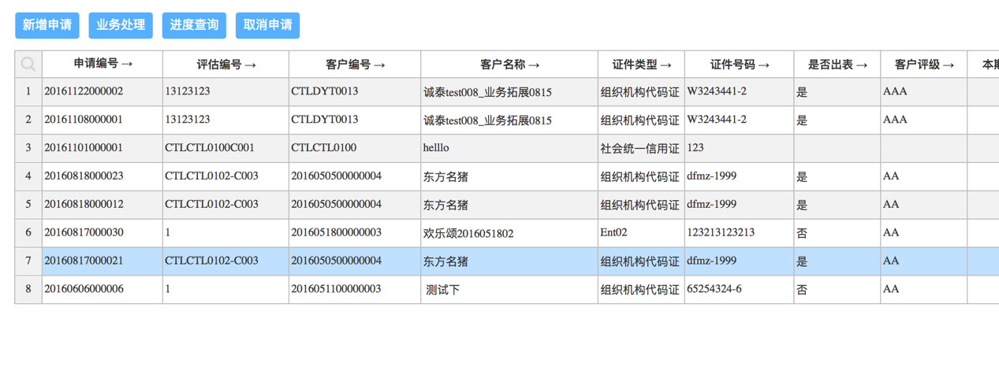 新增申请 业务处理 进度查询 取消申请
申请编号 → 评估编号 → 客户编号 → 客户名称 → 证件类型 → 证件号码 → 是否出表 → 客户评级 → 本期
1 20161122000002 13123123 CTLDYT0013 诚泰test008_业务拓展0815 组织机构代码证 W3243441-2 是 AAA
2 20161108000001 13123123 CTLDYT0013 诚泰test008_业务拓展0815 组织机构代码证 W3243441-2 是 AAA
3 20161101000001 CTLCTL0100C001 CTLCTL0100 helllo 社会统一信用证 123
4 20160818000023 CTLCTL0102-C003 2016050500000004 东方名猪 组织机构代码证 dfmz-1999 是 AA
5 20160818000012 CTLCTL0102-C003 2016050500000004 东方名猪 组织机构代码证 dfmz-1999 是 AA
6 20160817000030 1 2016051800000003 欢乐颂2016051802 Ent02 123213123213 否 AA
7 20160817000021 CTLCTL0102-C003 2016050500000004 东方名猪 组织机构代码证 dfmz-1999 是 AA
8 20160606000006 1 2016051100000003 测试下 组织机构代码证 65254324-6 否 AA